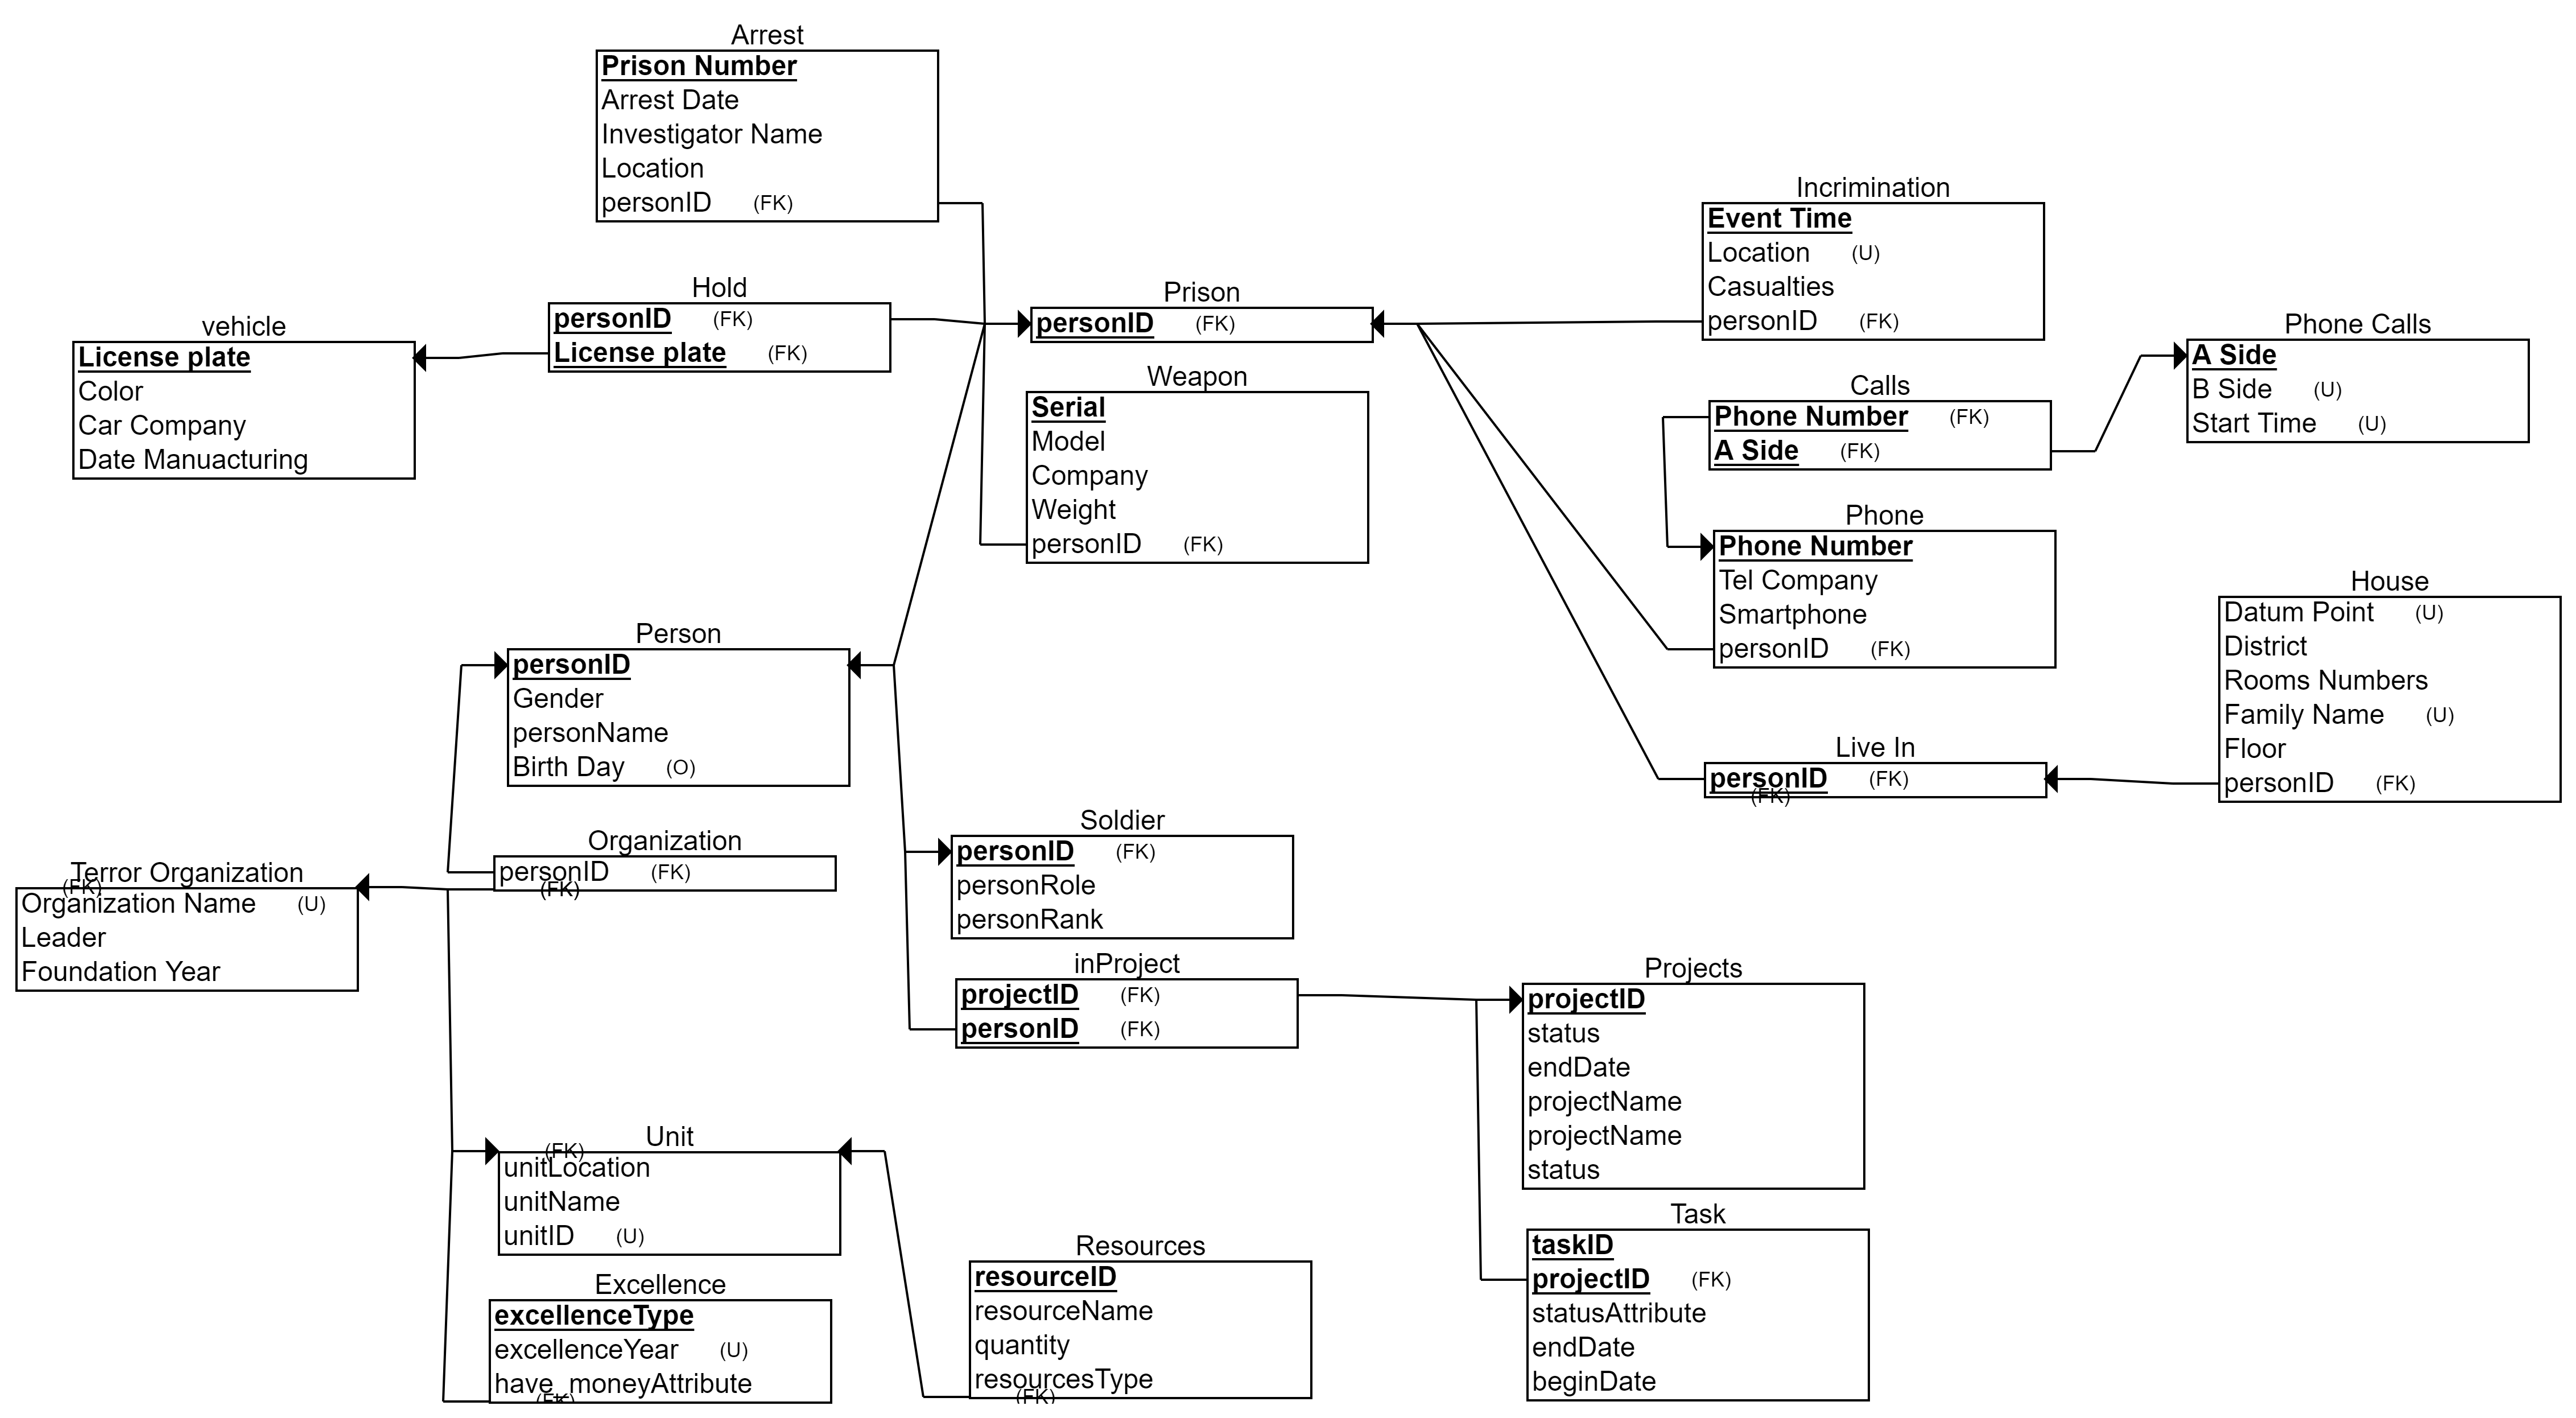 Arrest
Prison Number
Arrest Date
Investigator Name
Location
personID (FK)
Hold
personID (FK)
License plate (FK)
vehicle
License plate
Color
Car Company
Date Manuacturing
Prison
personID (FK)
Weapon
Serial
Model
Company
Weight
personID (FK)
Incrimination
Event Time
Location (U)
Casualties
personID (FK)
Phone Calls
A Side
B Side (U)
Start Time (U)
Calls
Phone Number (FK)
A Side (FK)
Phone
Phone Number
Tel Company
Smartphone
personID (FK)
House
Datum Point (U)
District
Rooms Numbers
Family Name (U)
Floor
personID (FK)
Live In
personID (FK)
(FK)
Person
personID
Gender
personName
Birth Day (O)
Organization
personID (FK)
(FK)
Terror Organization
(FK)
Organization Name (U)
Leader
Foundation Year
Soldier
personID (FK)
personRole
personRank
inProject
projectID (FK)
personID (FK)
Projects
projectID
status
endDate
projectName
projectName
status
Unit
(FK)
unitLocation
unitName
unitID (U)
Excellence
excellenceType
excellenceYear (U)
have_moneyAttribute
(FK)
Resources
resourceID
resourceName
quantity
resourcesType
(FK)
Task
taskID
projectID (FK)
statusAttribute
endDate
beginDate